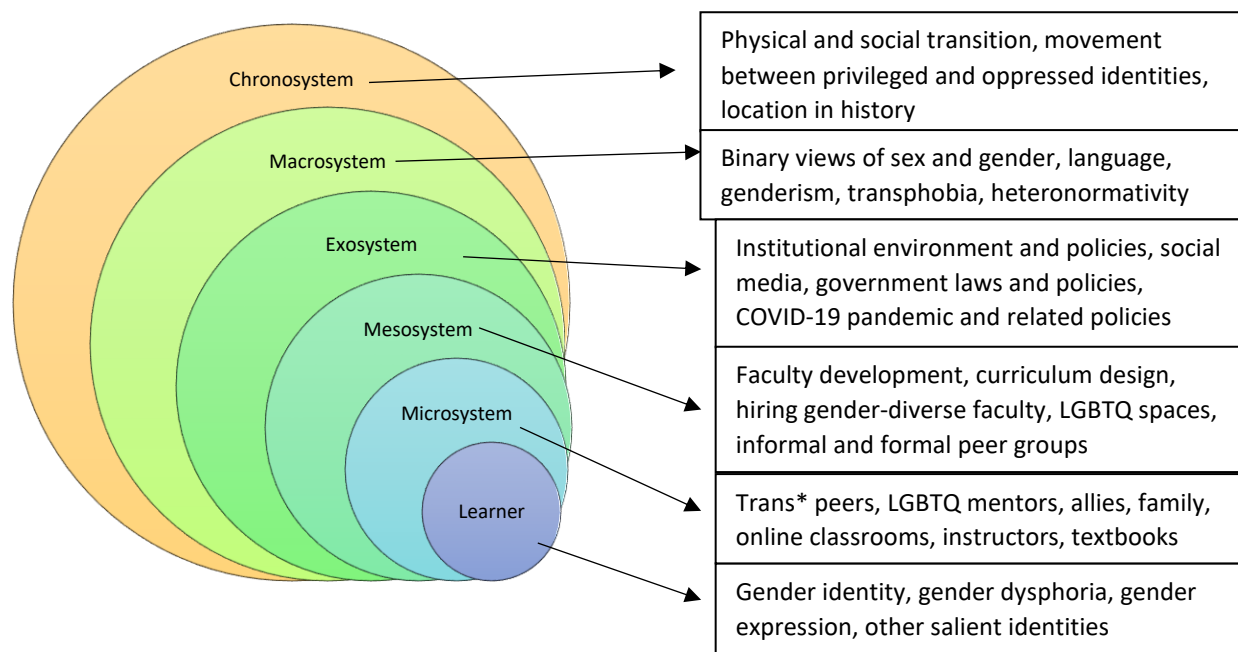 Chronosystem
Physical and social transition, movement
between privileged and oppressed identities,
location in history
Macrosystem
Binary views of sex and gender, language,
genderism, transphobia, heteronormativity
Exosystem
Institutional environment and policies, social
media, government laws and policies,
COVID-19 pandemic and related policies
Mesosystem
Faculty development, curriculum design,
hiring gender-diverse faculty, LGBTQ spaces,
informal and formal peer groups
Microsystem
Trans* peers, LGBTQ mentors, allies, family,
online classrooms, instructors, textbooks
Learner
Gender identity, gender dysphoria, gender
expression, other salient identities